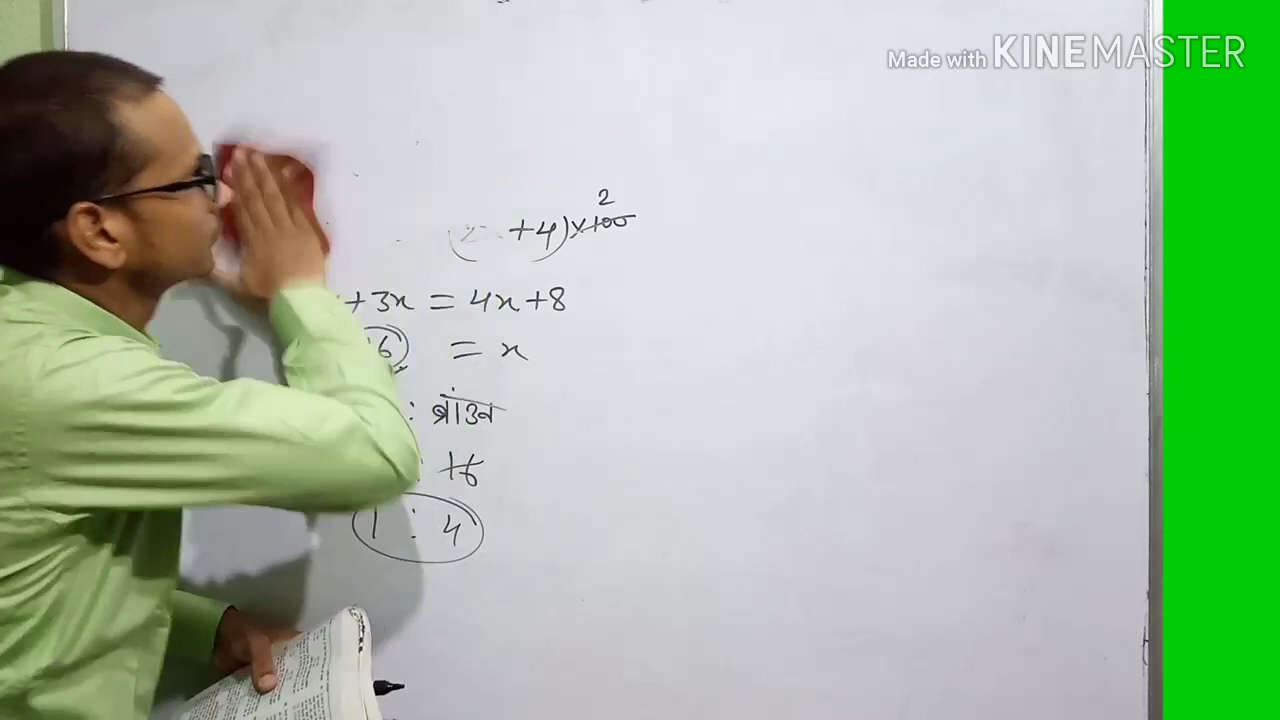 Made with KINEMASTER
2
+4)×100
+3x = 4x+8
6 = x
: ब्राउन
: 16
1 : 4